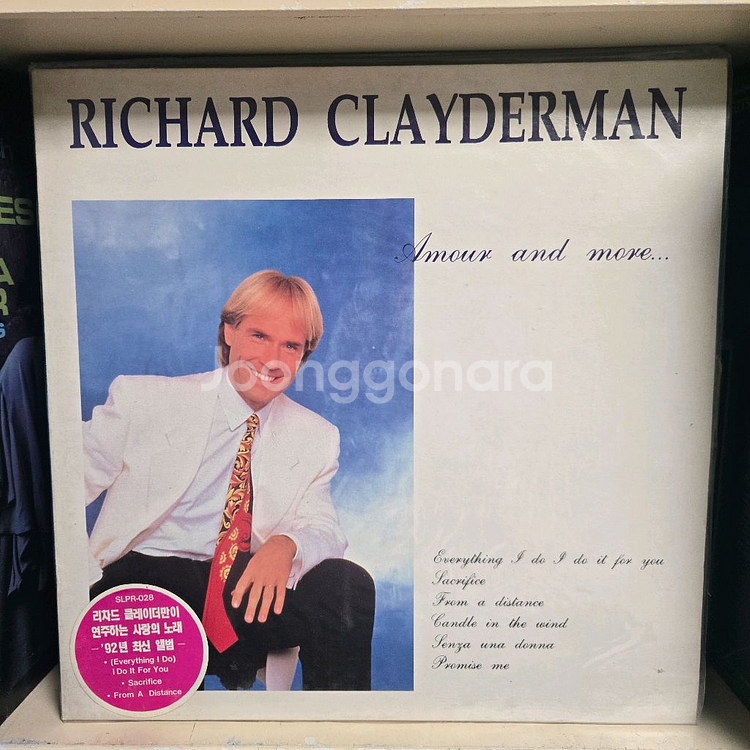 RICHARD CLAYDERMAN
Amour and more...
Joonggonara
Everything I do I do it for you
Sacrifice
From a distance
Candle in the wind
Senza una donna
Promise me
SLPR-028
리자드 클레이더만이
연주하는 사랑의 노래
- '92년 최신 앨범 -
• (Everything I Do)
I Do It For You
• Sacrifice
• From A Distance
ES
A
R